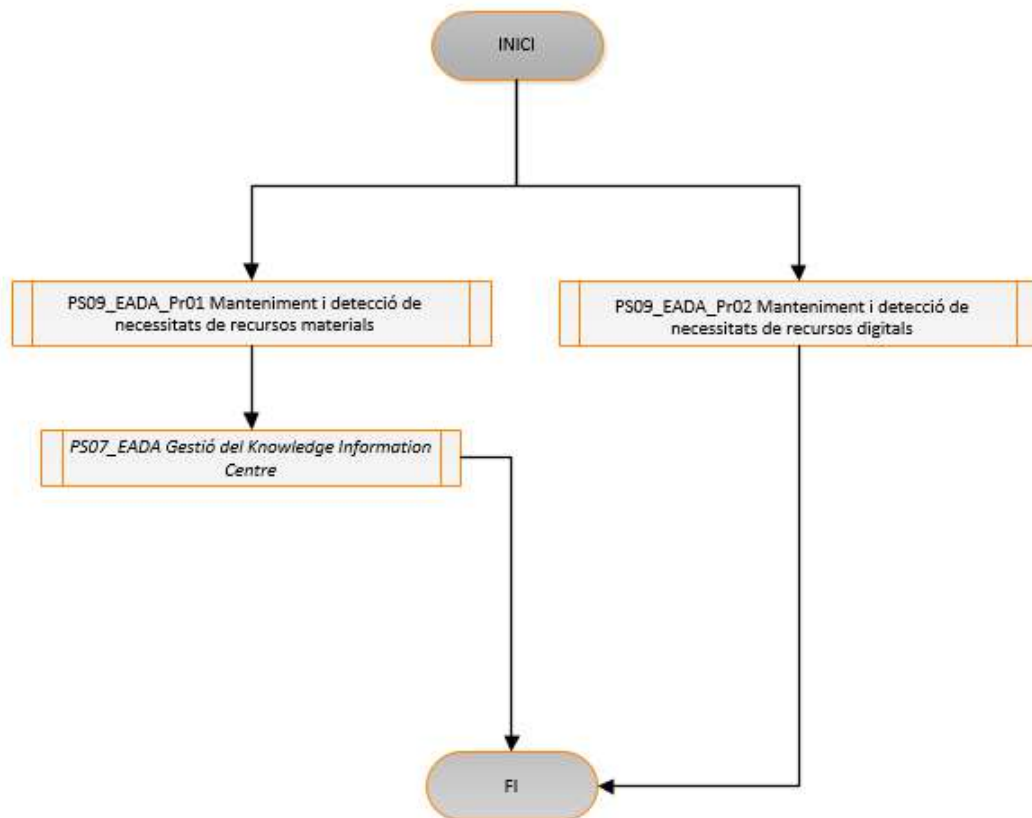 INICI
PS09_EADA_Pr01 Manteniment i detecció de
necessitats de recursos materials
PS09_EADA_Pr02 Manteniment i detecció de
necessitats de recursos digitals
PS07_EADA Gestió del Knowledge Information
Centre
FI